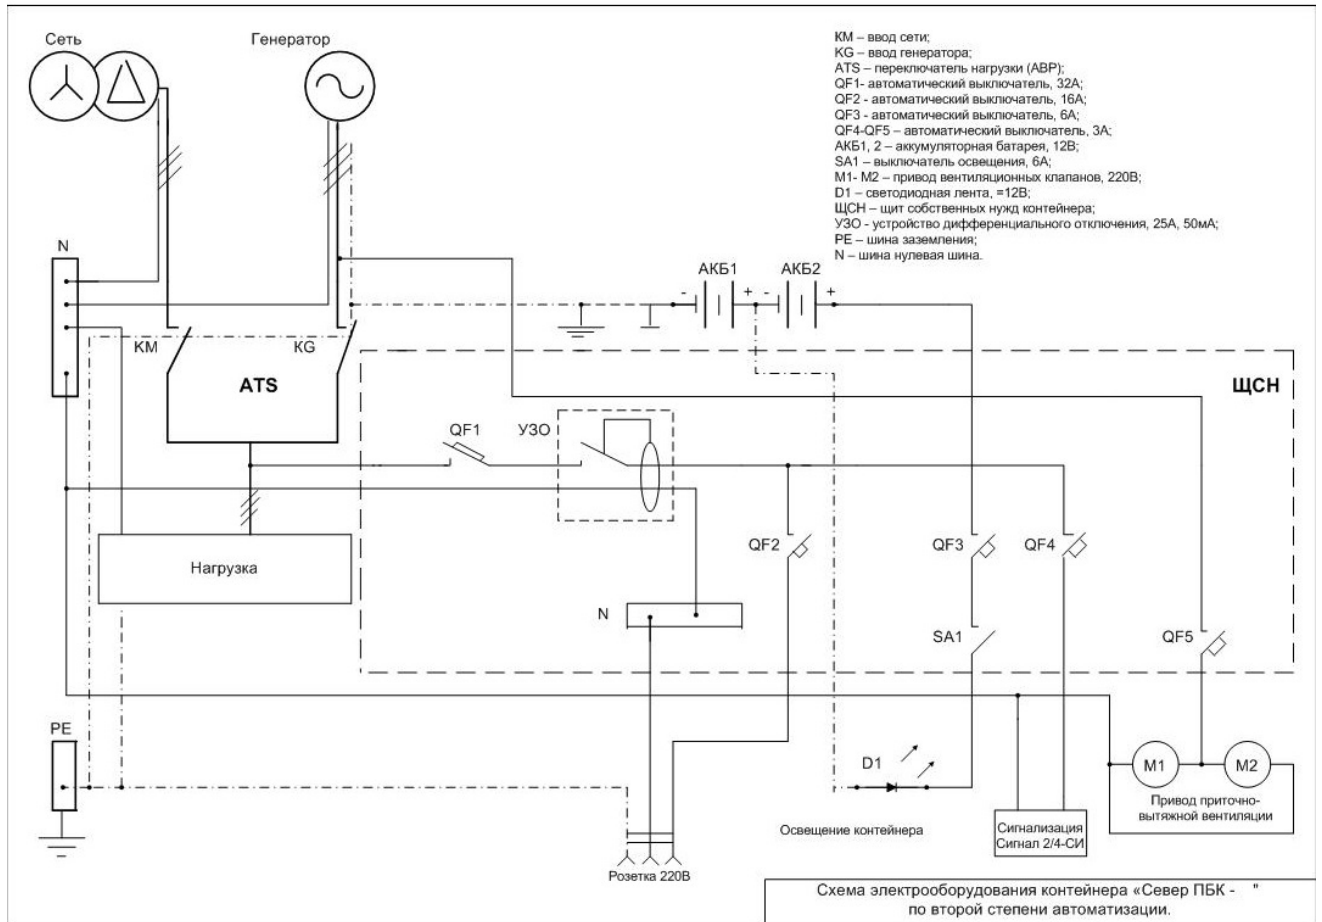 Сеть
Генератор
КМ – ввод сети;
KG – ввод генератора;
ATS – переключатель нагрузки (АВР);
QF1- автоматический выключатель, 32А;
QF2 - автоматический выключатель, 16А;
QF3 - автоматический выключатель, 6А;
QF4-QF5 – автоматический выключатель, 3А;
АКБ1, 2 – аккумуляторная батарея, 12В;
SA1 – выключатель освещения, 6А;
М1- М2 – привод вентиляционных клапанов, 220В;
D1 – светодиодная лента, =12В;
ЩСН – щит собственных нужд контейнера;
УЗО - устройство дифференциального отключения, 25А, 50мА;
РЕ – шина заземления;
N – шина нулевая шина.
N
АКБ1
АКБ2
- + - +
КМ
KG
ATS
ЩСН
QF1
УЗО
QF2
QF3
QF4
Нагрузка
N
SA1
QF5
PE
D1
M1
M2
Привод приточно-
вытяжной вентиляции
Освещение контейнера
Сигнализация
Сигнал 2/4-СИ
Розетка 220В
Схема электрооборудования контейнера «Север ПБК - "
по второй степени автоматизации.